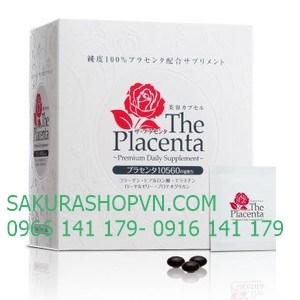 純度100%プラセンタ配合サプリメント
美容カプセル
ザ・プラセンタ
The
Placenta
~Premium Daily Supplement~
プラセンタ10560mg
コラーゲン・ヒアルロン酸・エラスチン
ローヤルゼリー・プロテオグリカン
The
Placenta
SAKURASHOPVN.COM
0966 141 179- 0916 141 179